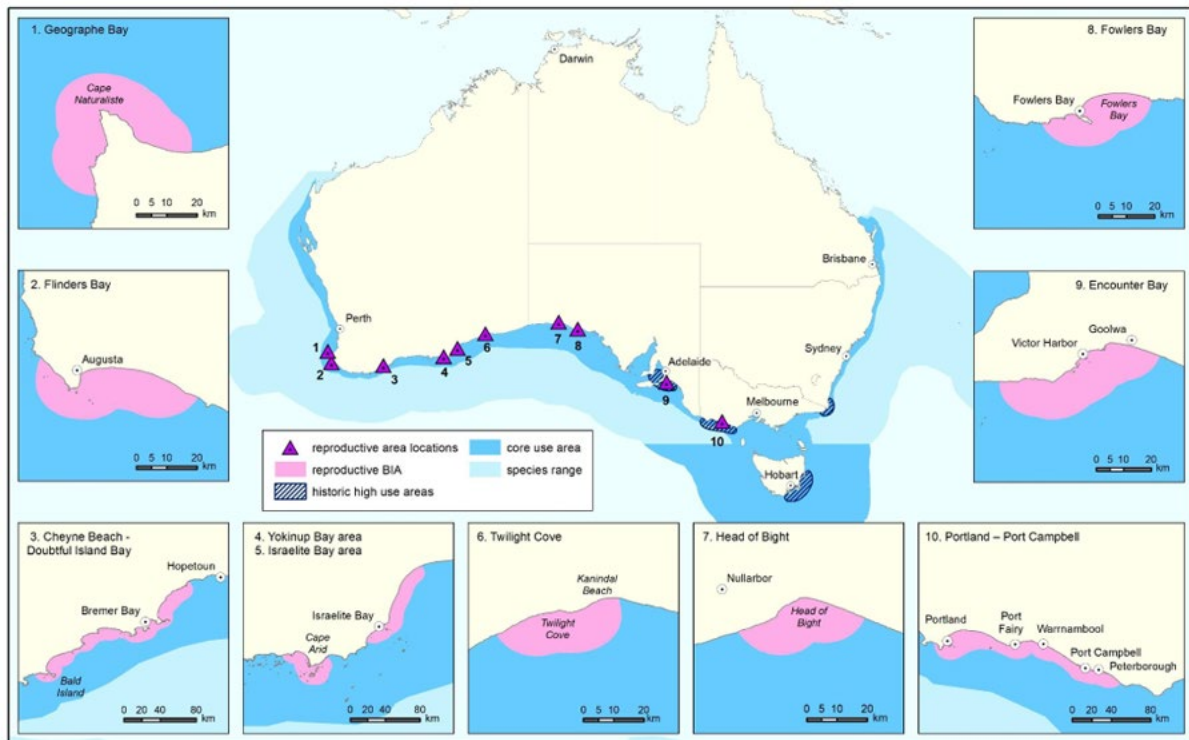 1. Geographe Bay
Cape
Naturaliste
0 5 10 20
km
2. Flinders Bay
Augusta
0 5 10 20
km
Darwin
Perth
Brisbane
Sydney
Adelaide
Melbourne
Hobart
1
2
3
4
5
6
7
8
9
10
reproductive area locations
reproductive BIA
historic high use areas
core use area
species range
8. Fowlers Bay
Fowlers Bay
Fowlers
Bay
0 5 10 20
km
9. Encounter Bay
Goolwa
Victor Harbor
0 5 10 20
km
3. Cheyne Beach -
Doubtful Island Bay
Hopetoun
Bremer Bay
Bald
Island
0 20 40 80
km
4. Yokinup Bay area
5. Israelite Bay area
Israelite Bay
Cape
Arid
0 20 40 80
km
6. Twilight Cove
Kanindal
Beach
Twilight
Cove
0 5 10 20
km
7. Head of Bight
Nullarbor
Head of
Bight
0 5 10 20
km
10. Portland – Port Campbell
Portland
Port
Fairy
Warrnambool
Port Campbell
Peterborough
0 20 40 80
km